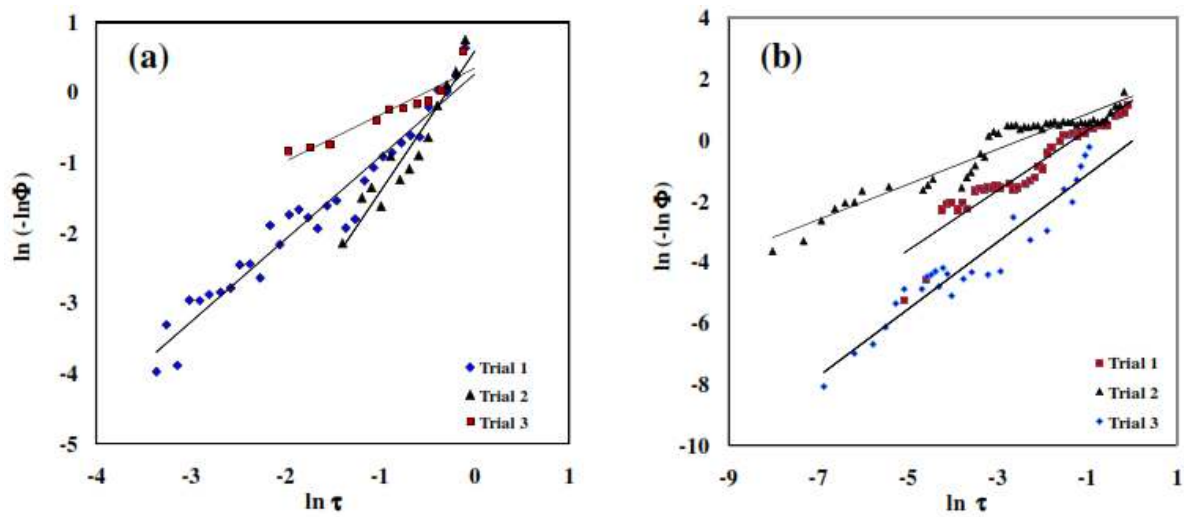 (a)
ln (-lnΦ)
1
0
-1
-2
-3
-4
-5
-4 -3 -2 -1 0 1
ln τ
Trial 1
Trial 2
Trial 3
(b)
ln (-lnΦ)
4
2
0
-2
-4
-6
-8
-10
-9 -7 -5 -3 -1 1
ln τ
Trial 1
Trial 2
Trial 3